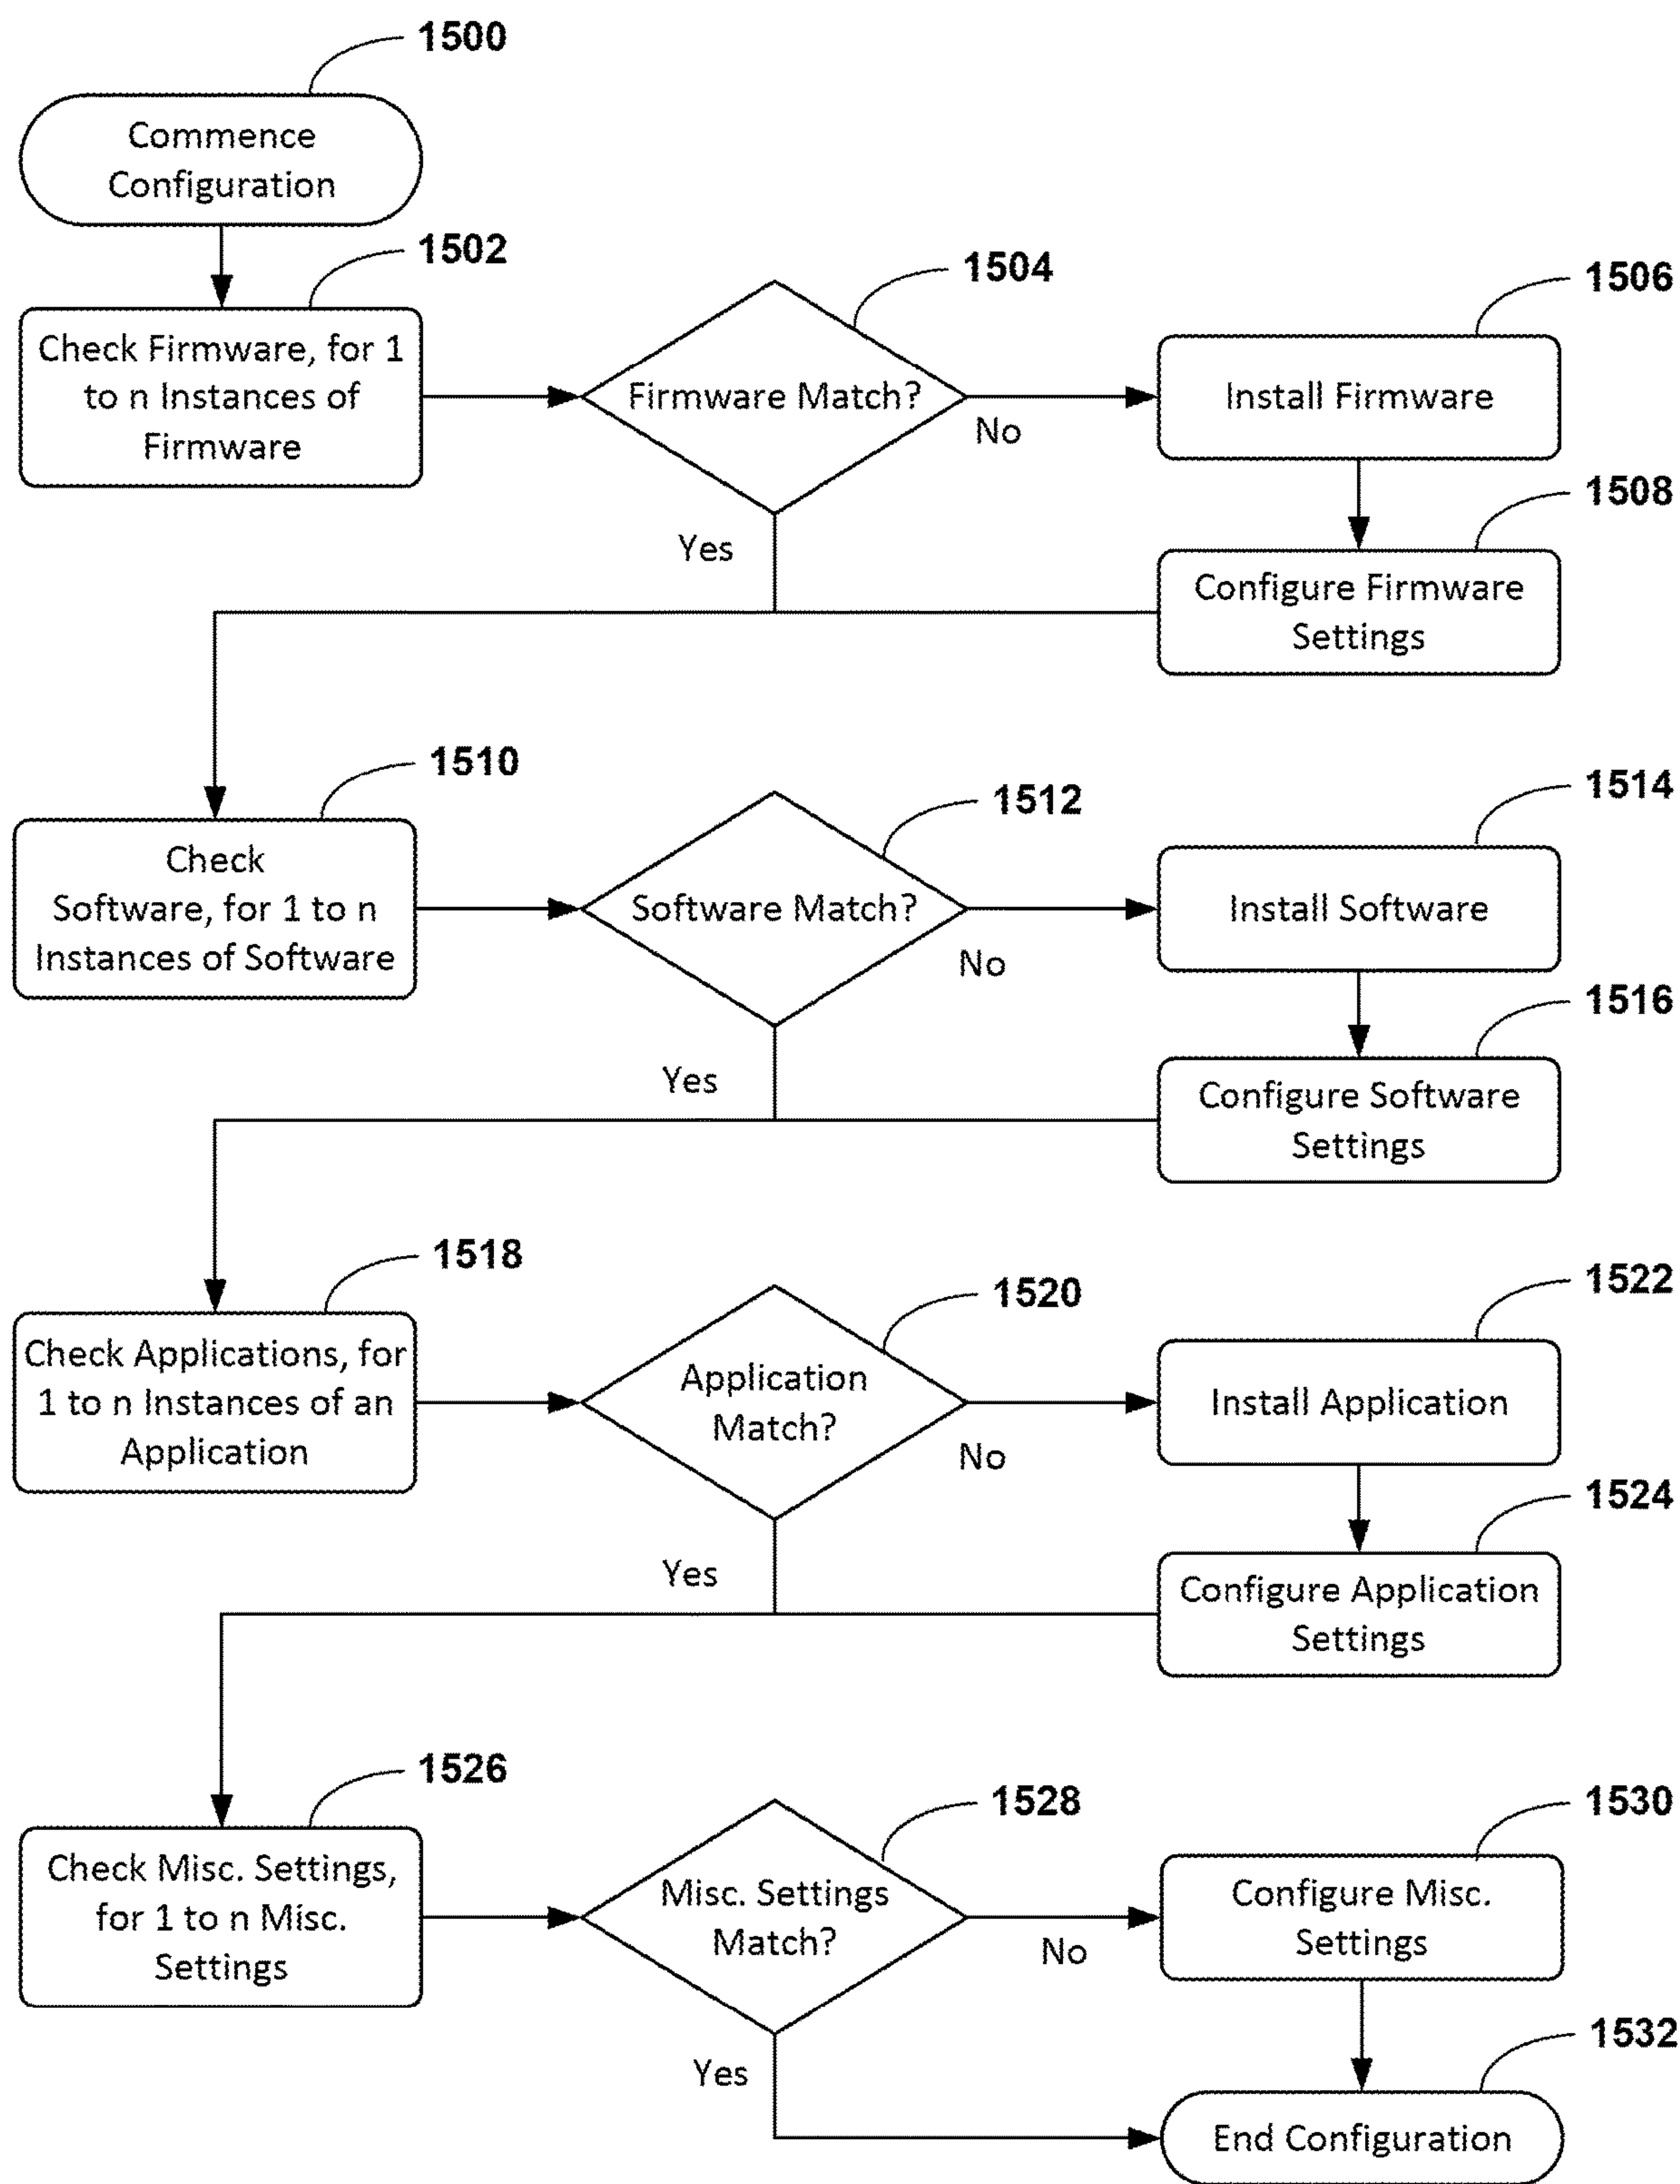 1500
Commence
Configuration
1502
Check Firmware, for 1
to n Instances of
Firmware
1504
Firmware Match?
No
Yes
1506
Install Firmware
1508
Configure Firmware
Settings
1510
Check
Software, for 1 to n
Instances of Software
1512
Software Match?
No
Yes
1514
Install Software
1516
Configure Software
Settings
1518
Check Applications, for
1 to n Instances of an
Application
1520
Application
Match?
No
Yes
1522
Install Application
1524
Configure Application
Settings
1526
Check Misc. Settings,
for 1 to n Misc.
Settings
1528
Misc. Settings
Match?
No
Yes
1530
Configure Misc.
Settings
1532
End Configuration